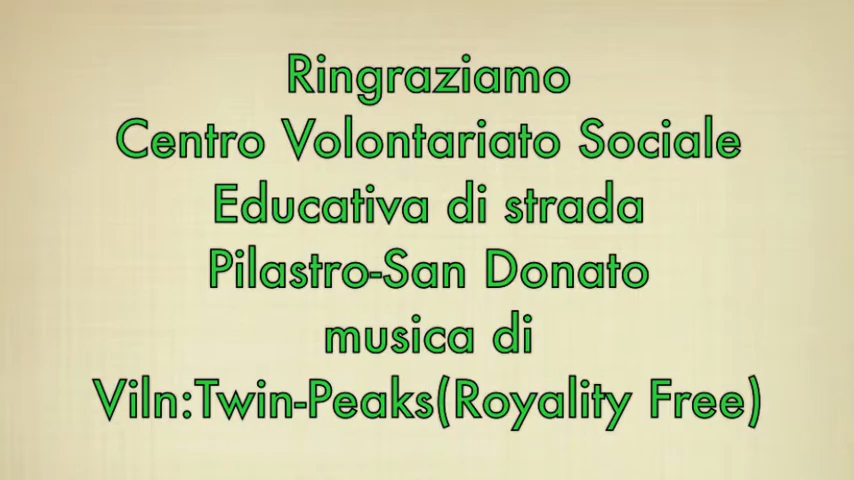 Ringraziamo
Centro Volontariato Sociale
Educativa di strada
Pilastro-San Donato
musica di
Viln:Twin-Peaks(Royality Free)